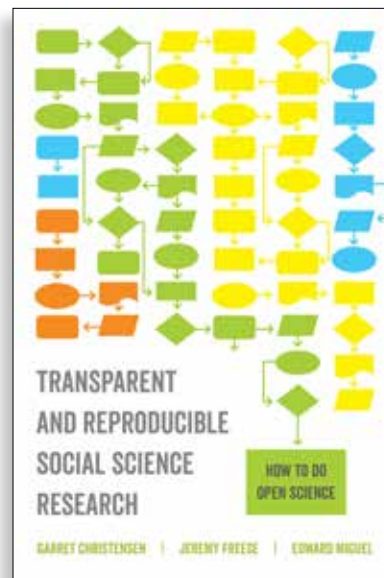 TRANSPARENT
AND REPRODUCIBLE
SOCIAL SCIENCE
RESEARCH
HOW TO DO
OPEN SCIENCE
GARRET CHRISTENSEN | JEREMY FREESE | EDWARD MIGUEL